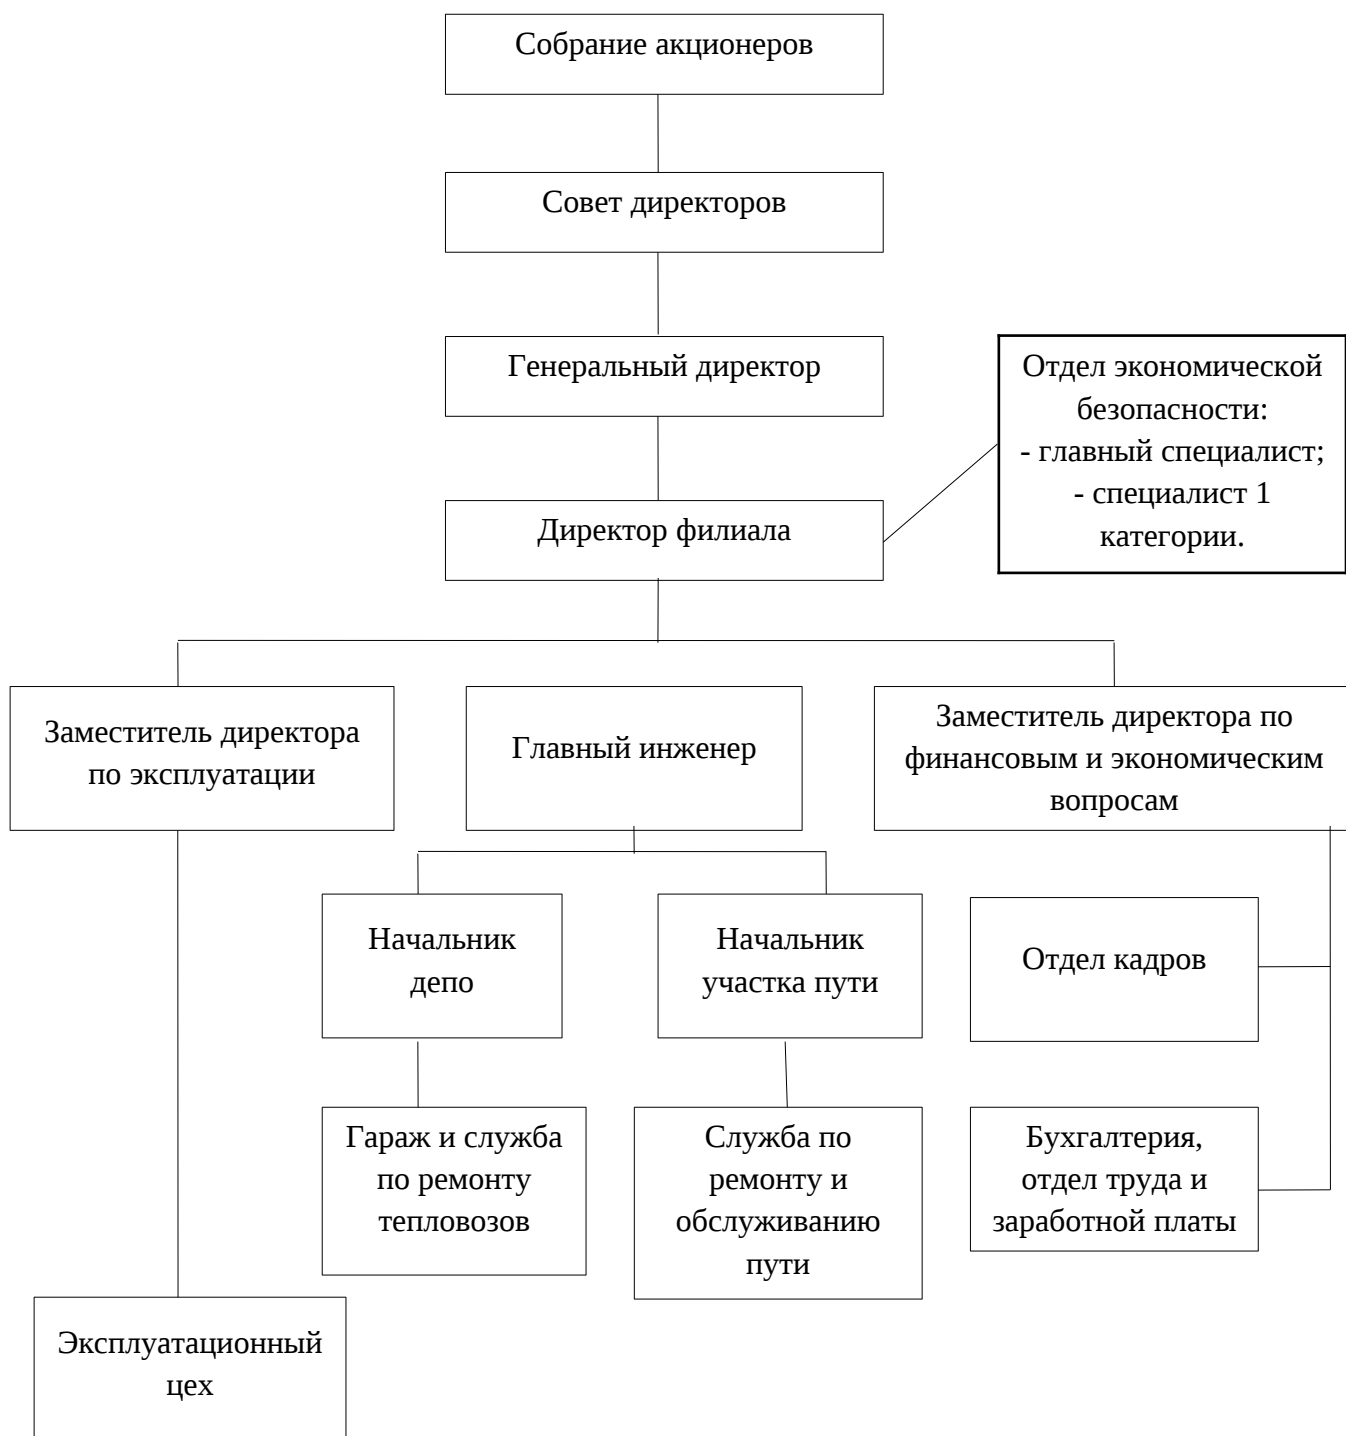 Собрание акционеров
Совет директоров
Генеральный директор
Отдел экономической
безопасности:
- главный специалист;
- специалист 1
категории.
Директор филиала
Заместитель директора
по эксплуатации
Главный инженер
Заместитель директора по
финансовым и экономическим
вопросам
Начальник
депо
Начальник
участка пути
Отдел кадров
Гараж и служба
по ремонту
тепловозов
Служба по
ремонту и
обслуживанию
пути
Бухгалтерия,
отдел труда и
заработной платы
Эксплуатационный
цех